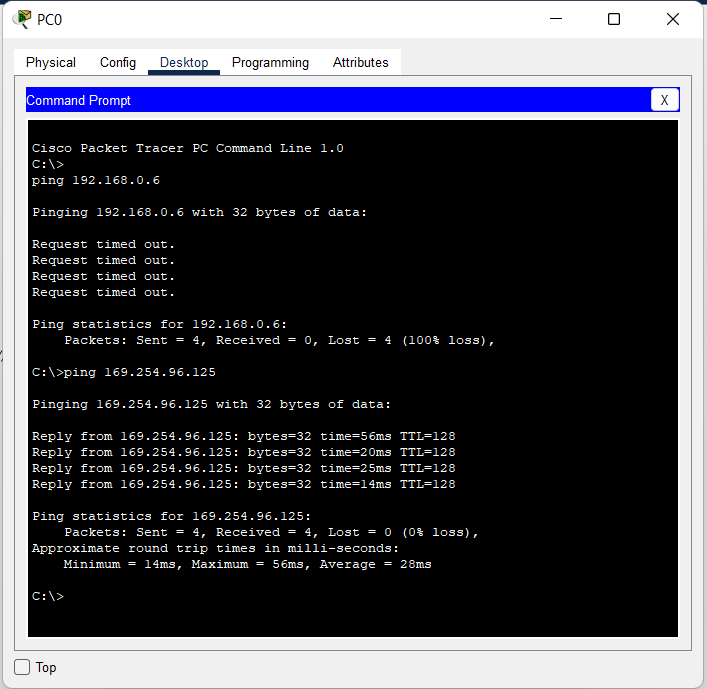 PC0
Physical Config Desktop Programming Attributes
Command Prompt
X
Cisco Packet Tracer PC Command Line 1.0
C:\>
ping 192.168.0.6
Pinging 192.168.0.6 with 32 bytes of data:
Request timed out.
Request timed out.
Request timed out.
Request timed out.
Ping statistics for 192.168.0.6:
    Packets: Sent = 4, Received = 0, Lost = 4 (100% loss),
C:\>ping 169.254.96.125
Pinging 169.254.96.125 with 32 bytes of data:
Reply from 169.254.96.125: bytes=32 time=56ms TTL=128
Reply from 169.254.96.125: bytes=32 time=20ms TTL=128
Reply from 169.254.96.125: bytes=32 time=25ms TTL=128
Reply from 169.254.96.125: bytes=32 time=14ms TTL=128
Ping statistics for 169.254.96.125:
    Packets: Sent = 4, Received = 4, Lost = 0 (0% loss),
Approximate round trip times in milli-seconds:
    Minimum = 14ms, Maximum = 56ms, Average = 28ms
C:\>
Top